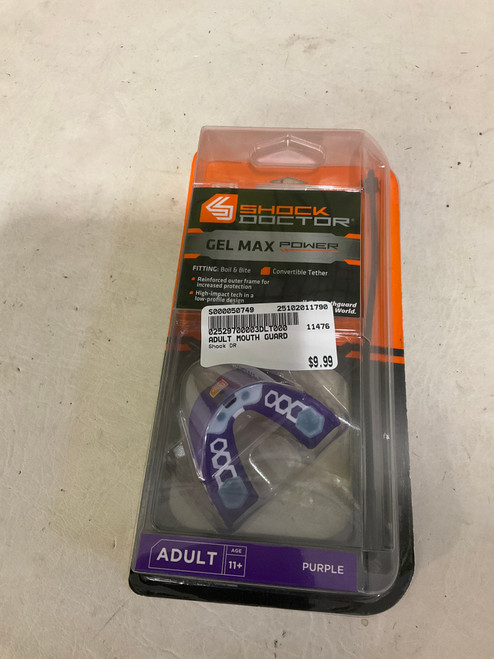 SHOCK
DOCTOR
GEL MAX POWER
FITTING: Boil & Bite Convertible Tether
• Reinforced outer frame for
increased protection
• High-impact tech in a
low-profile design
World.
S000050749 25102011790
02529700003DLT000 11476
ADULT MOUTH GUARD
Shock DR
$9.99
ADULT
AGE
11+
PURPLE